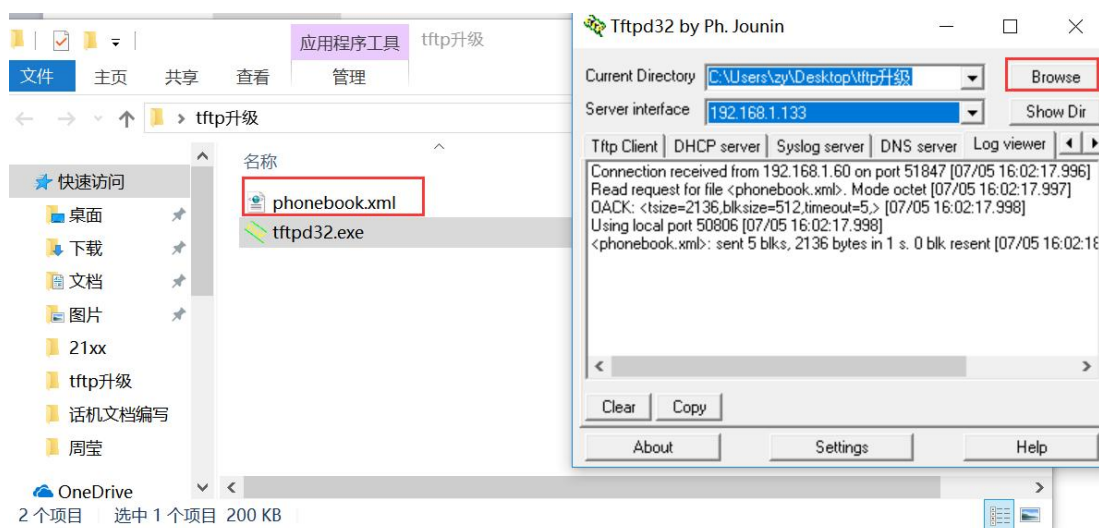 应用程序工具
tftp升级
文件
主页
共享
查看
管理
tftp升级
名称
快速访问
桌面
下载
文档
图片
21xx
tftp升级
话机文档编写
周莹
OneDrive
phonebook.xml
tftpd32.exe
2 个项目
选中 1 个项目 200 KB
Tftpd32 by Ph. Jounin
Current Directory
C:\Users\zy\Desktop\tftp升级
Browse
Server interface
192.168.1.133
Show Dir
Tftp Client
DHCP server
Syslog server
DNS server
Log viewer
Connection received from 192.168.1.60 on port 51847 [07/05 16:02:17.996]
Read request for file <phonebook.xml>. Mode octet [07/05 16:02:17.997]
OACK: <tsize=2136,blksize=512,timeout=5,> [07/05 16:02:17.998]
Using local port 50806 [07/05 16:02:17.998]
<phonebook.xml>: sent 5 blks, 2136 bytes in 1 s. 0 blk resent [07/05 16:02:18
Clear
Copy
About
Settings
Help